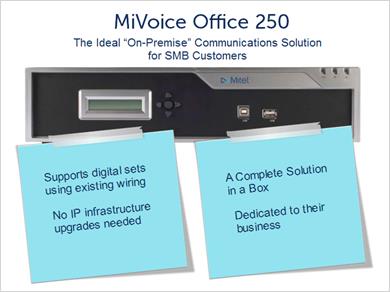 MiVoice Office 250
The Ideal “On-Premise” Communications Solution
for SMB Customers
Mitel
Supports digital sets
using existing wiring
No IP infrastructure
upgrades needed
A Complete Solution
in a Box
Dedicated to their
business